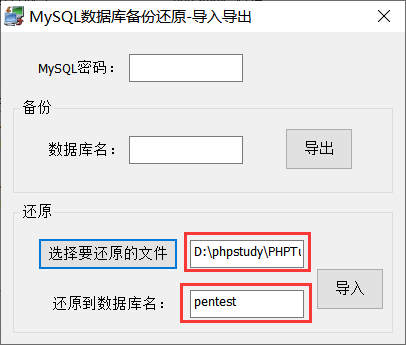 MySQL数据库备份还原-导入导出
MySQL密码：
备份
数据库名：
导出
还原
选择要还原的文件 D:\phpstudy\PHPTu
导入
还原到数据库名： pentest